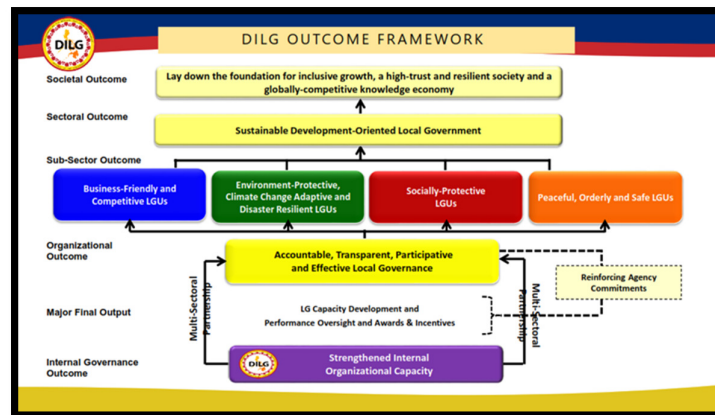 DILG
DILG OUTCOME FRAMEWORK
Societal Outcome
Lay down the foundation for inclusive growth, a high-trust and resilient society and a
globally-competitive knowledge economy
Sectoral Outcome
Sustainable Development-Oriented Local Government
Sub-Sector Outcome
Business-Friendly and
Competitive LGUs
Environment-Protective,
Climate Change Adaptive and
Disaster Resilient LGUs
Socially-Protective
LGUs
Peaceful, Orderly and Safe LGUs
Organizational
Outcome
Accountable, Transparent, Participative
and Effective Local Governance
Reinforcing Agency
Commitments
Multi-Sectoral
Partnership
Multi-Sectoral
Partnership
Major Final Output
LG Capacity Development and
Performance Oversight and Awards & Incentives
Internal Governance
Outcome
DILG
Strengthened Internal
Organizational Capacity